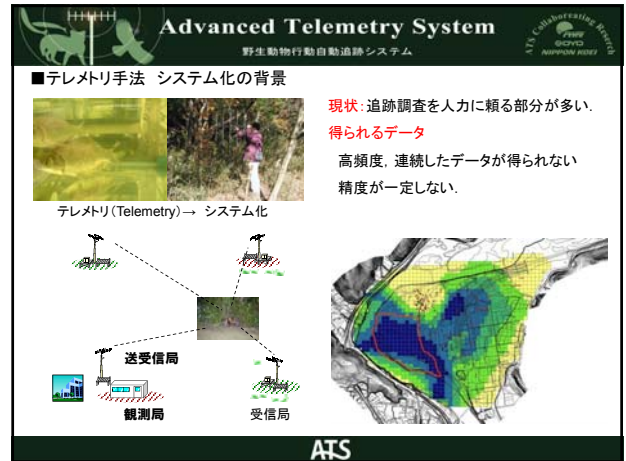 Advanced Telemetry System
野生動物行動自動追跡システム
ATS Collaborating Research
GOYO
NIPPON KOEI
■テレメトリ手法 システム化の背景
現状:追跡調査を人力に頼る部分が多い.
得られるデータ
高頻度,連続したデータが得られない
精度が一定しない.
テレメトリ(Telemetry)→ システム化
送受信局
観測局
受信局
ATS